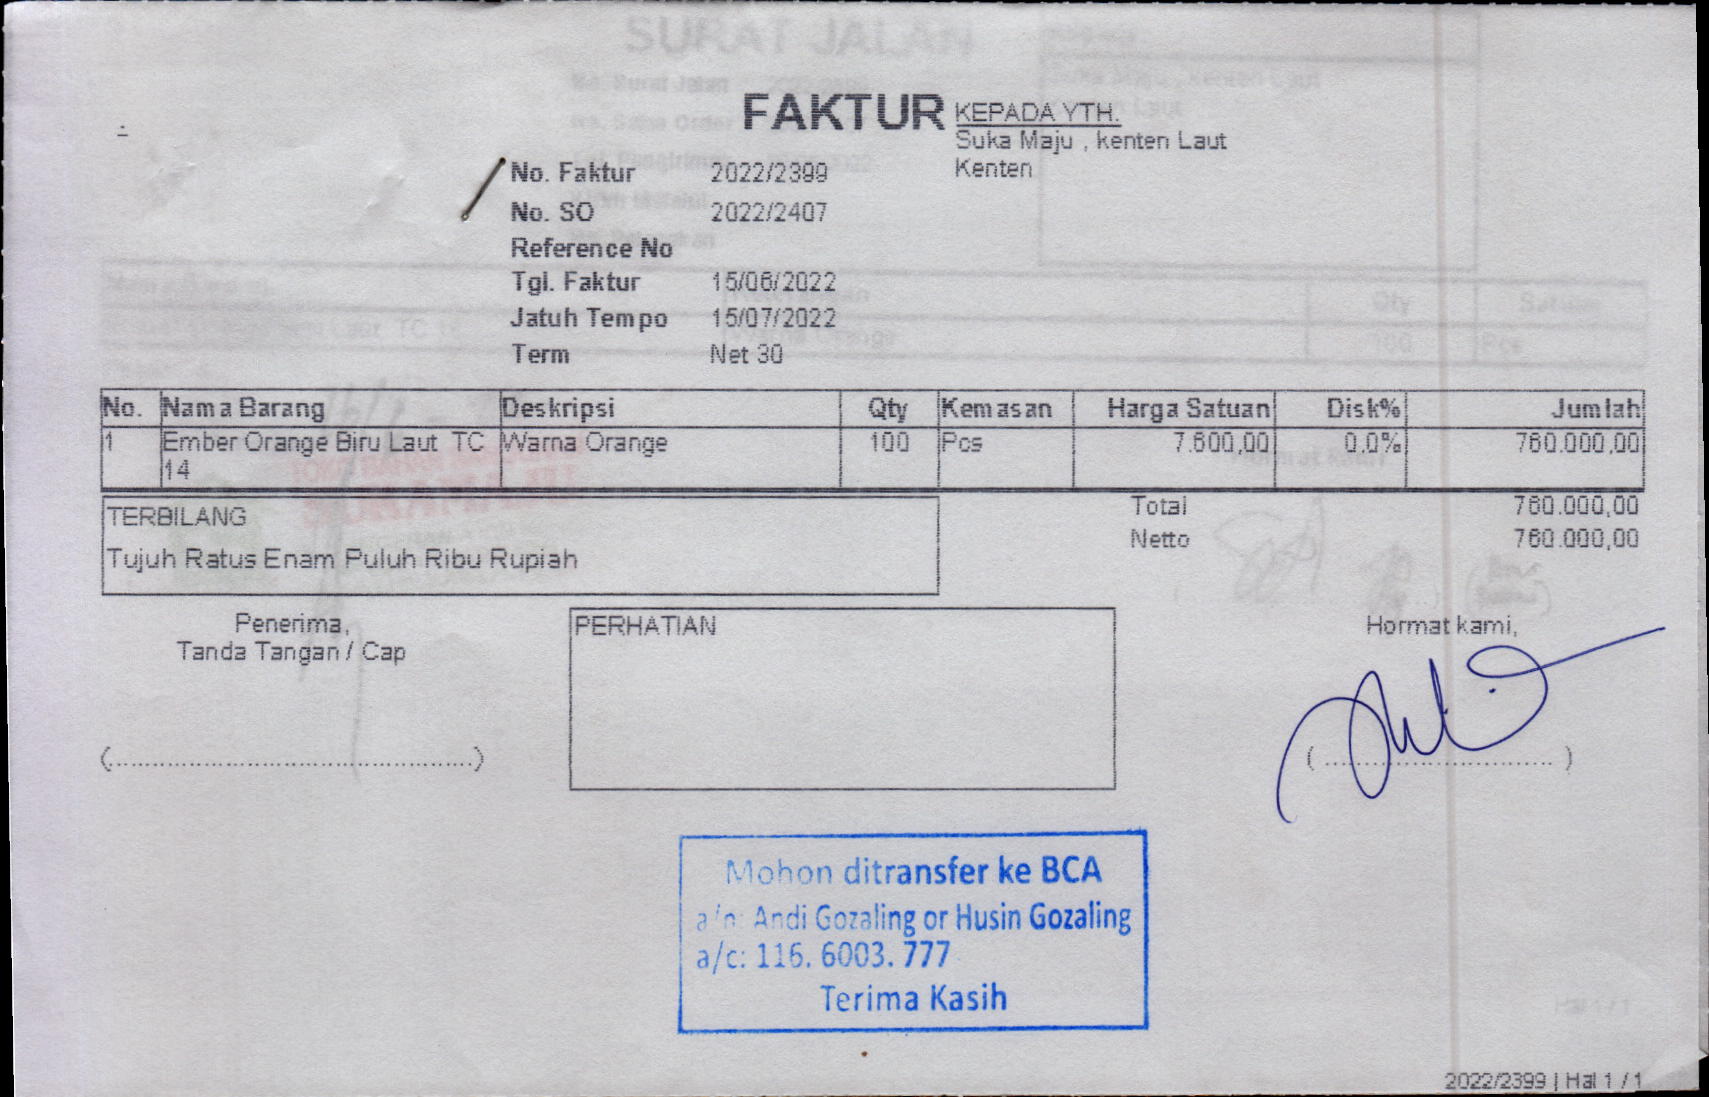 FAKTUR
KEPADA YTH.
Suka Maju , kenten Laut
Kenten
No. Faktur 2022/2399
No. SO 2022/2407
Reference No
Tgl. Faktur 15/06/2022
Jatuh Tempo 15/07/2022
Term Net 30
No. Nama Barang Deskripsi Qty Kemasan Harga Satuan Disk% Jumlah
1 Ember Orange Biru Laut TC 14 Warna Orange 100 Pcs 7.600,00 0.0% 760.000,00
Total 760.000,00
Netto 760.000,00
TERBILANG
Tujuh Ratus Enam Puluh Ribu Rupiah
Penerima,
Tanda Tangan / Cap
PERHATIAN
Hormat kami,
Mohon ditransfer ke BCA
a/n: Andi Gozaling or Husin Gozaling
a/c: 116. 6003. 777
Terima Kasih
2022/2399 | Hal 1 / 1